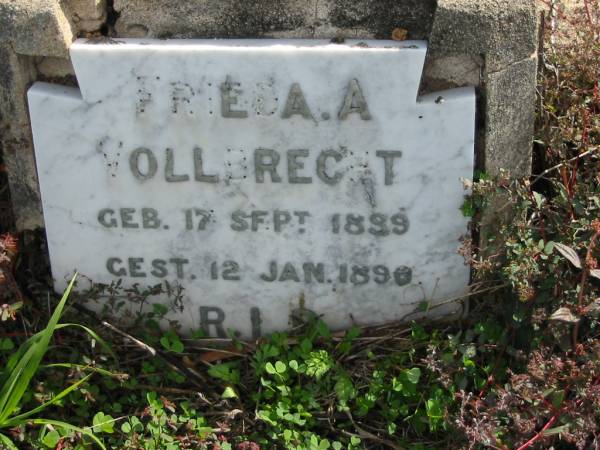 FRIEDA.A
VOLLBRECHT
GEB. 17 SEPT. 1889
GEST. 12 JAN. 1890
R.I.P.